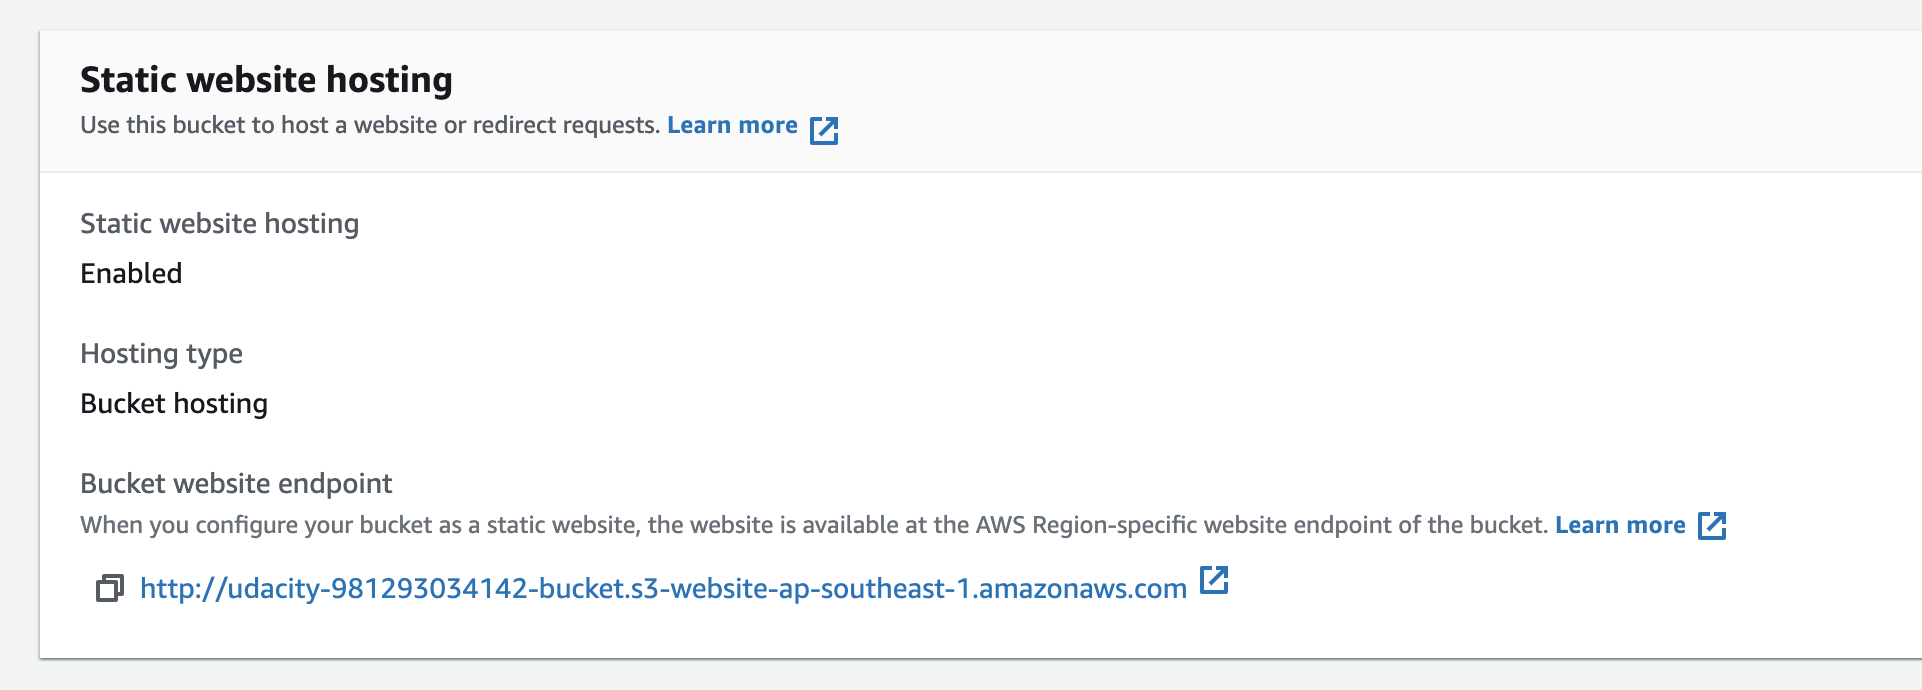 Static website hosting
Use this bucket to host a website or redirect requests. Learn more
Static website hosting
Enabled
Hosting type
Bucket hosting
Bucket website endpoint
When you configure your bucket as a static website, the website is available at the AWS Region-specific website endpoint of the bucket. Learn more
http://udacity-981293034142-bucket.s3-website-ap-southeast-1.amazonaws.com